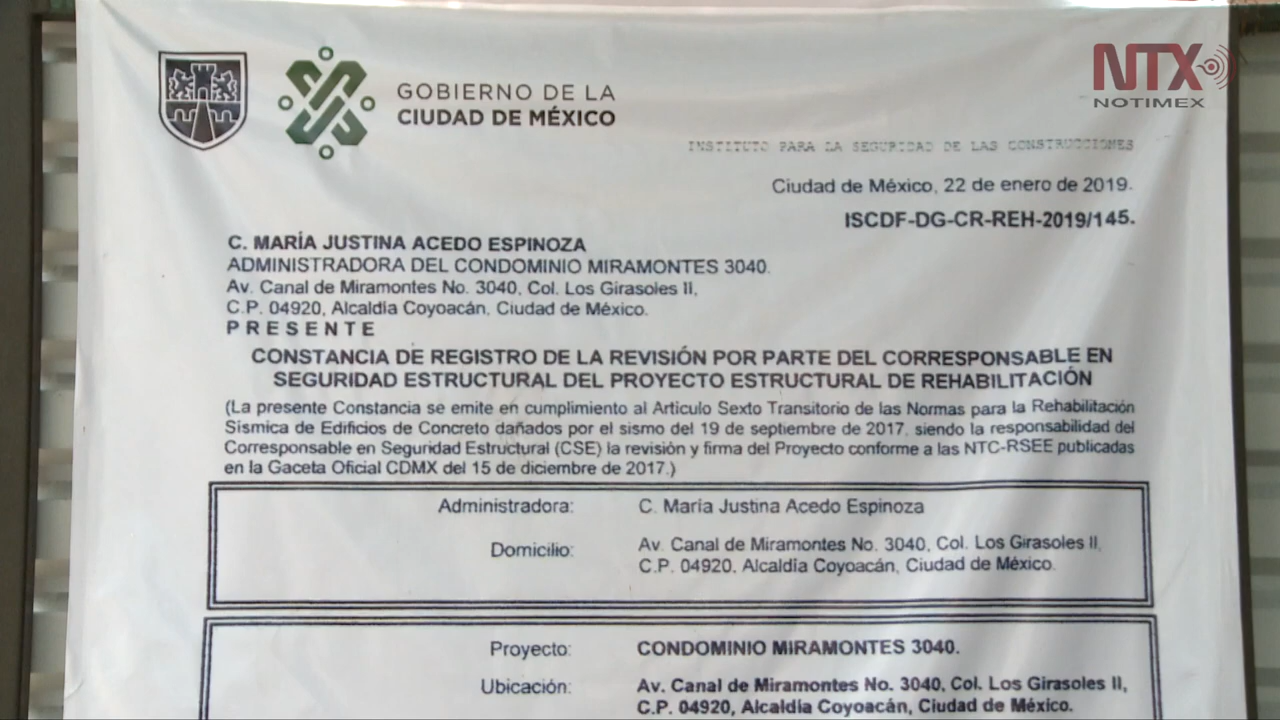 NTX
NOTIMEX
GOBIERNO DE LA
CIUDAD DE MÉXICO
INSTITUTO PARA LA SEGURIDAD DE LAS CONSTRUCCIONES
Ciudad de México, 22 de enero de 2019.
ISCDF-DG-CR-REH-2019/145.
C. MARÍA JUSTINA ACEDO ESPINOZA
ADMINISTRADORA DEL CONDOMINIO MIRAMONTES 3040.
Av. Canal de Miramontes No. 3040, Col. Los Girasoles II,
C.P. 04920, Alcaldía Coyoacán, Ciudad de México.
P R E S E N T E
CONSTANCIA DE REGISTRO DE LA REVISIÓN POR PARTE DEL CORRESPONSABLE EN
SEGURIDAD ESTRUCTURAL DEL PROYECTO ESTRUCTURAL DE REHABILITACIÓN
(La presente Constancia se emite en cumplimiento al Articulo Sexto Transitorio de las Normas para la Rehabilitación
Sísmica de Edificios de Concreto dañados por el sismo del 19 de septiembre de 2017, siendo la responsabilidad del
Corresponsable en Seguridad Estructural (CSE) la revisión y firma del Proyecto conforme a las NTC-RSEE publicadas
en la Gaceta Oficial CDMX del 15 de diciembre de 2017.)
Administradora: C. María Justina Acedo Espinoza
Domicilio: Av. Canal de Miramontes No. 3040, Col. Los Girasoles II,
C.P. 04920, Alcaldía Coyoacán, Ciudad de México.
Proyecto: CONDOMINIO MIRAMONTES 3040.
Ubicación: Av. Canal de Miramontes No. 3040, Col. Los Girasoles II,
C.P. 04920, Alcaldía Coyoacán, Ciudad de México.